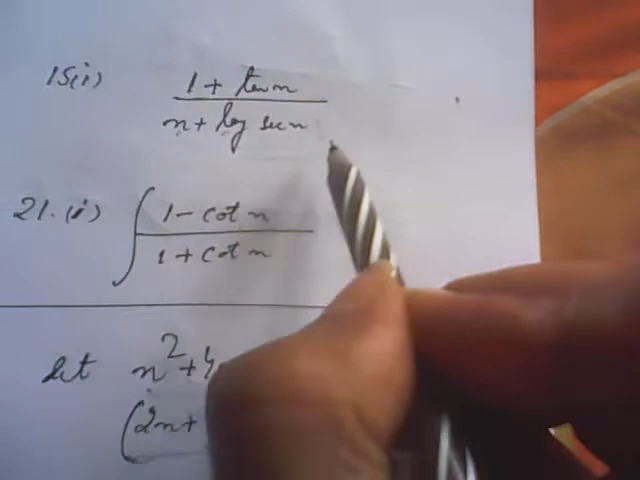 15(i) 1 + tan x
x + log sec x
21.(i) ∫ 1 - cot x
1 + cot x
let x² + 4
(2x +